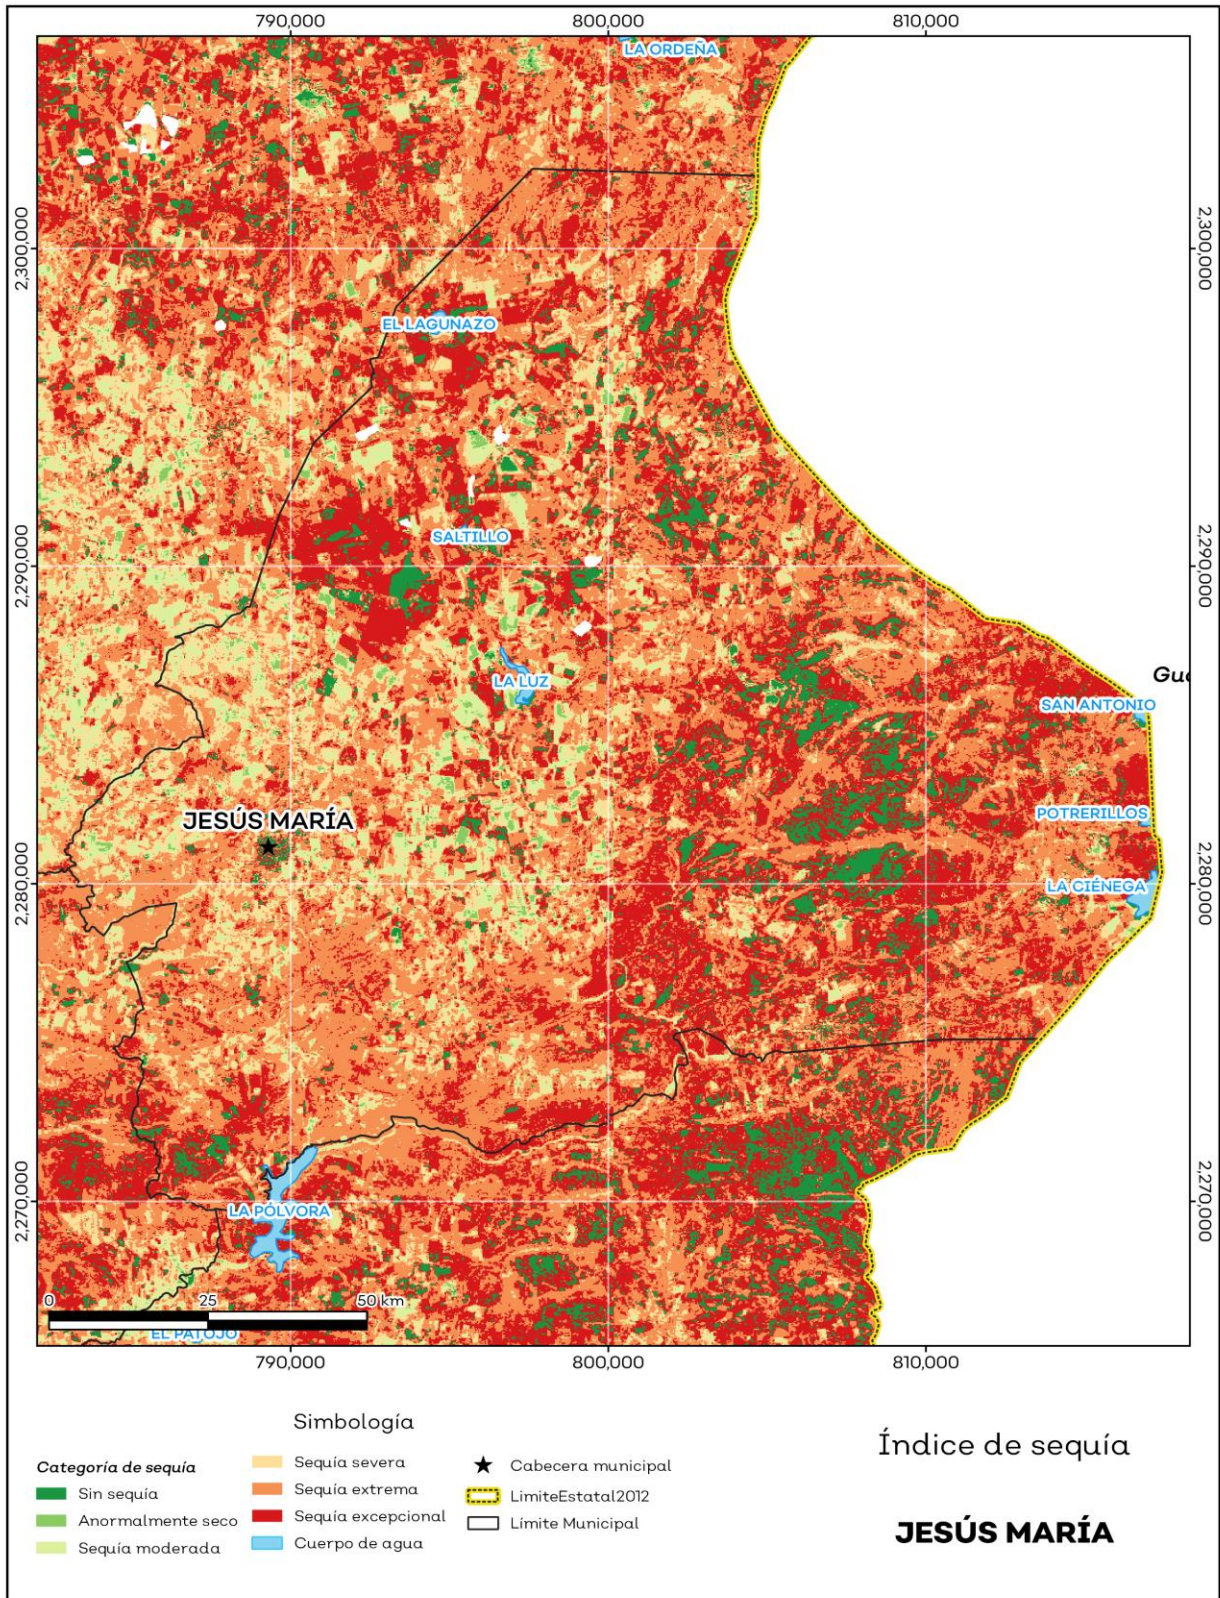 790,000
800,000
810,000
LA ORDEÑA
2,300,000
2,300,000
EL LAGUNAZO
SALTILLO
2,290,000
2,290,000
LA LUZ
SAN ANTONIO
JESÚS MARÍA
POTRERILLOS
2,280,000
2,280,000
LA CIÉNEGA
2,270,000
2,270,000
LA PÓLVORA
0 25 50 km
EL PATOJO
790,000
800,000
810,000
Simbología
Categoría de sequía
Sin sequía
Anormalmente seco
Sequía moderada
Sequía severa
Sequía extrema
Sequía excepcional
Cuerpo de agua
Cabecera municipal
LimiteEstatal2012
Límite Municipal
Índice de sequía
JESÚS MARÍA